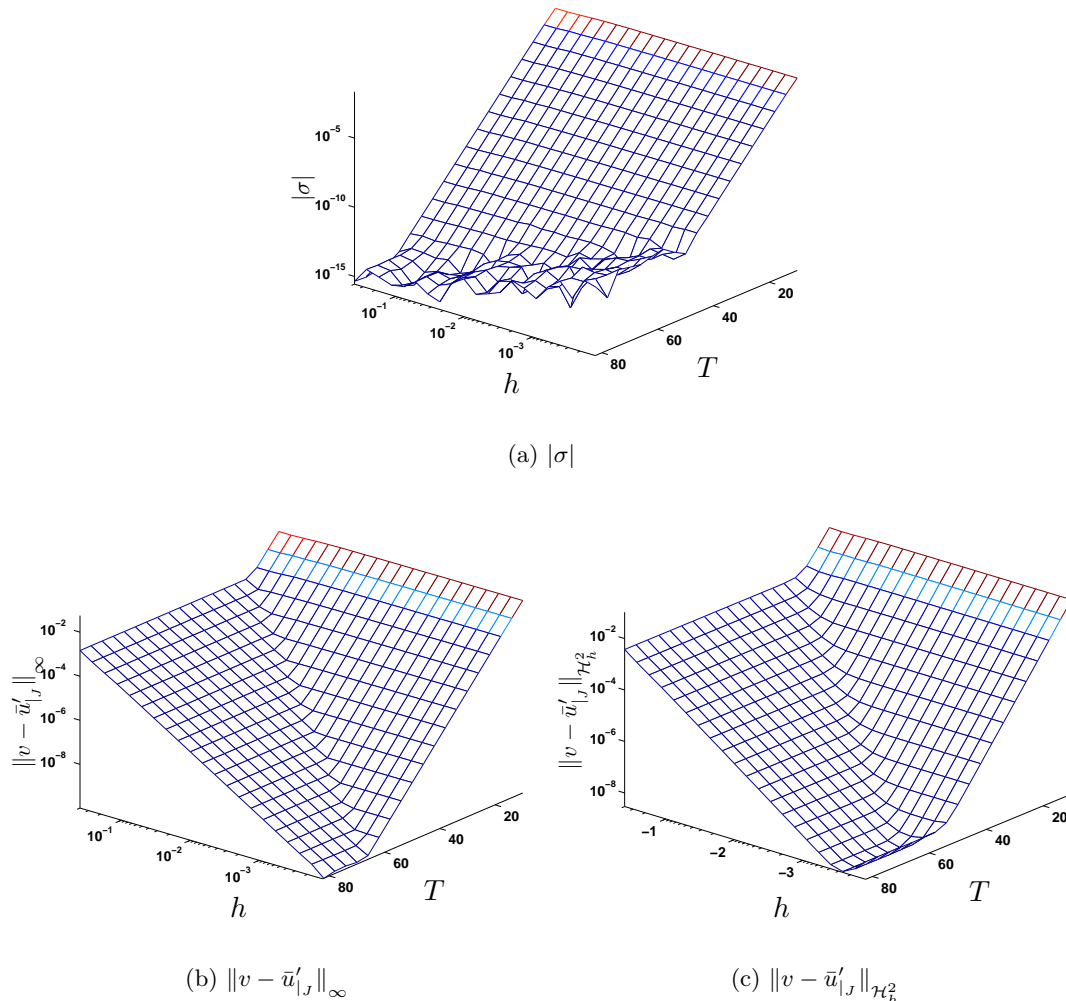 10⁻⁵
10⁻¹⁰
10⁻¹⁵
|σ|
10⁻¹
10⁻²
10⁻³
h
20
40
60
80
T
(a) |σ|
10⁻²
10⁻⁴
10⁻⁶
10⁻⁸
‖v − ū′|J‖∞
10⁻¹
10⁻²
10⁻³
h
20
40
60
80
T
(b) ‖v − ū′|J‖∞
10⁻²
10⁻⁴
10⁻⁶
10⁻⁸
‖v − ū′|J‖ℋ²ₕ
−1
−2
−3
h
20
40
60
80
T
(c) ‖v − ū′|J‖ℋ²ₕ